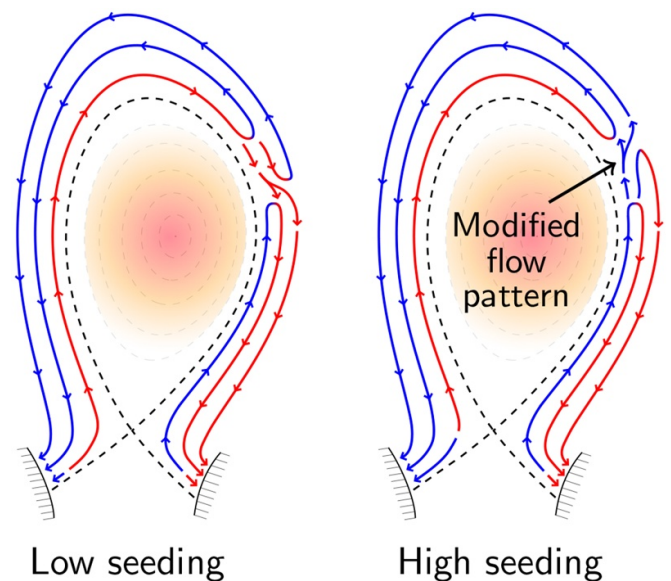 Modified
flow
pattern
Low seeding
High seeding